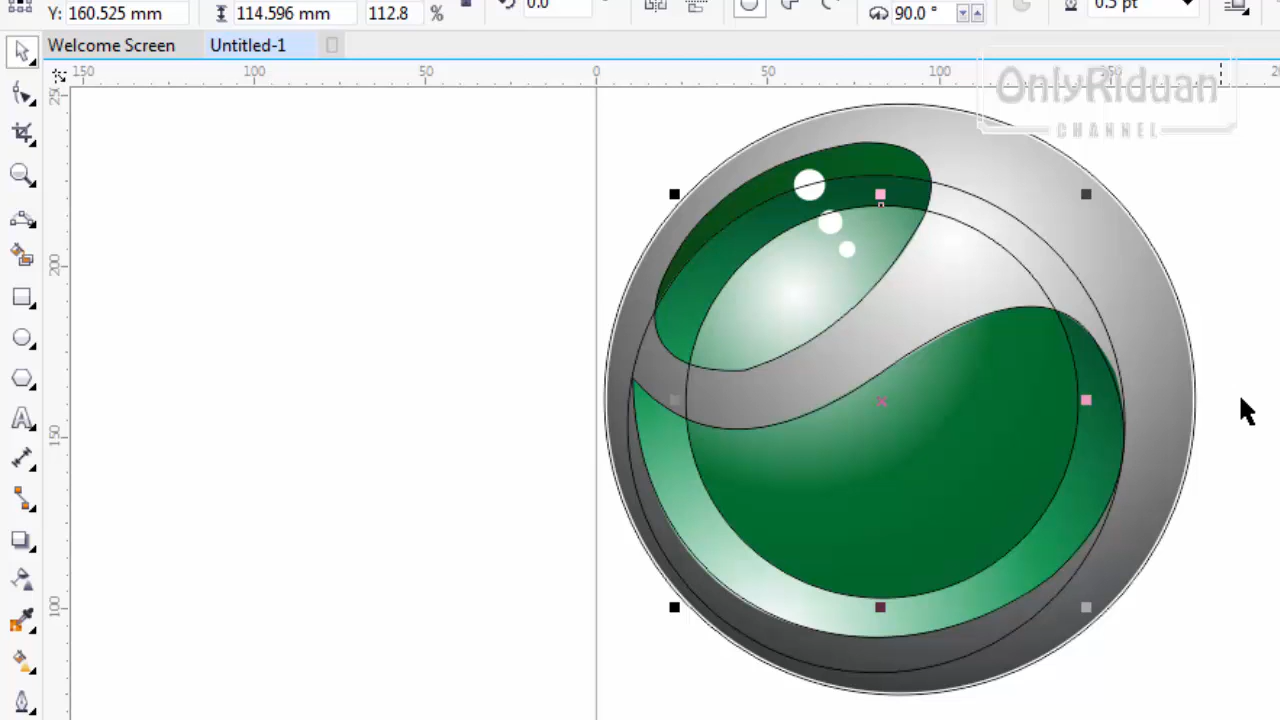 Y: 160.525 mm 114.596 mm 112.8 % 0.0 90.0 ° 0.5 pt
Welcome Screen Untitled-1
150 100 50 0 50 100
OnlyRiduan
CHANNEL
200
150
100